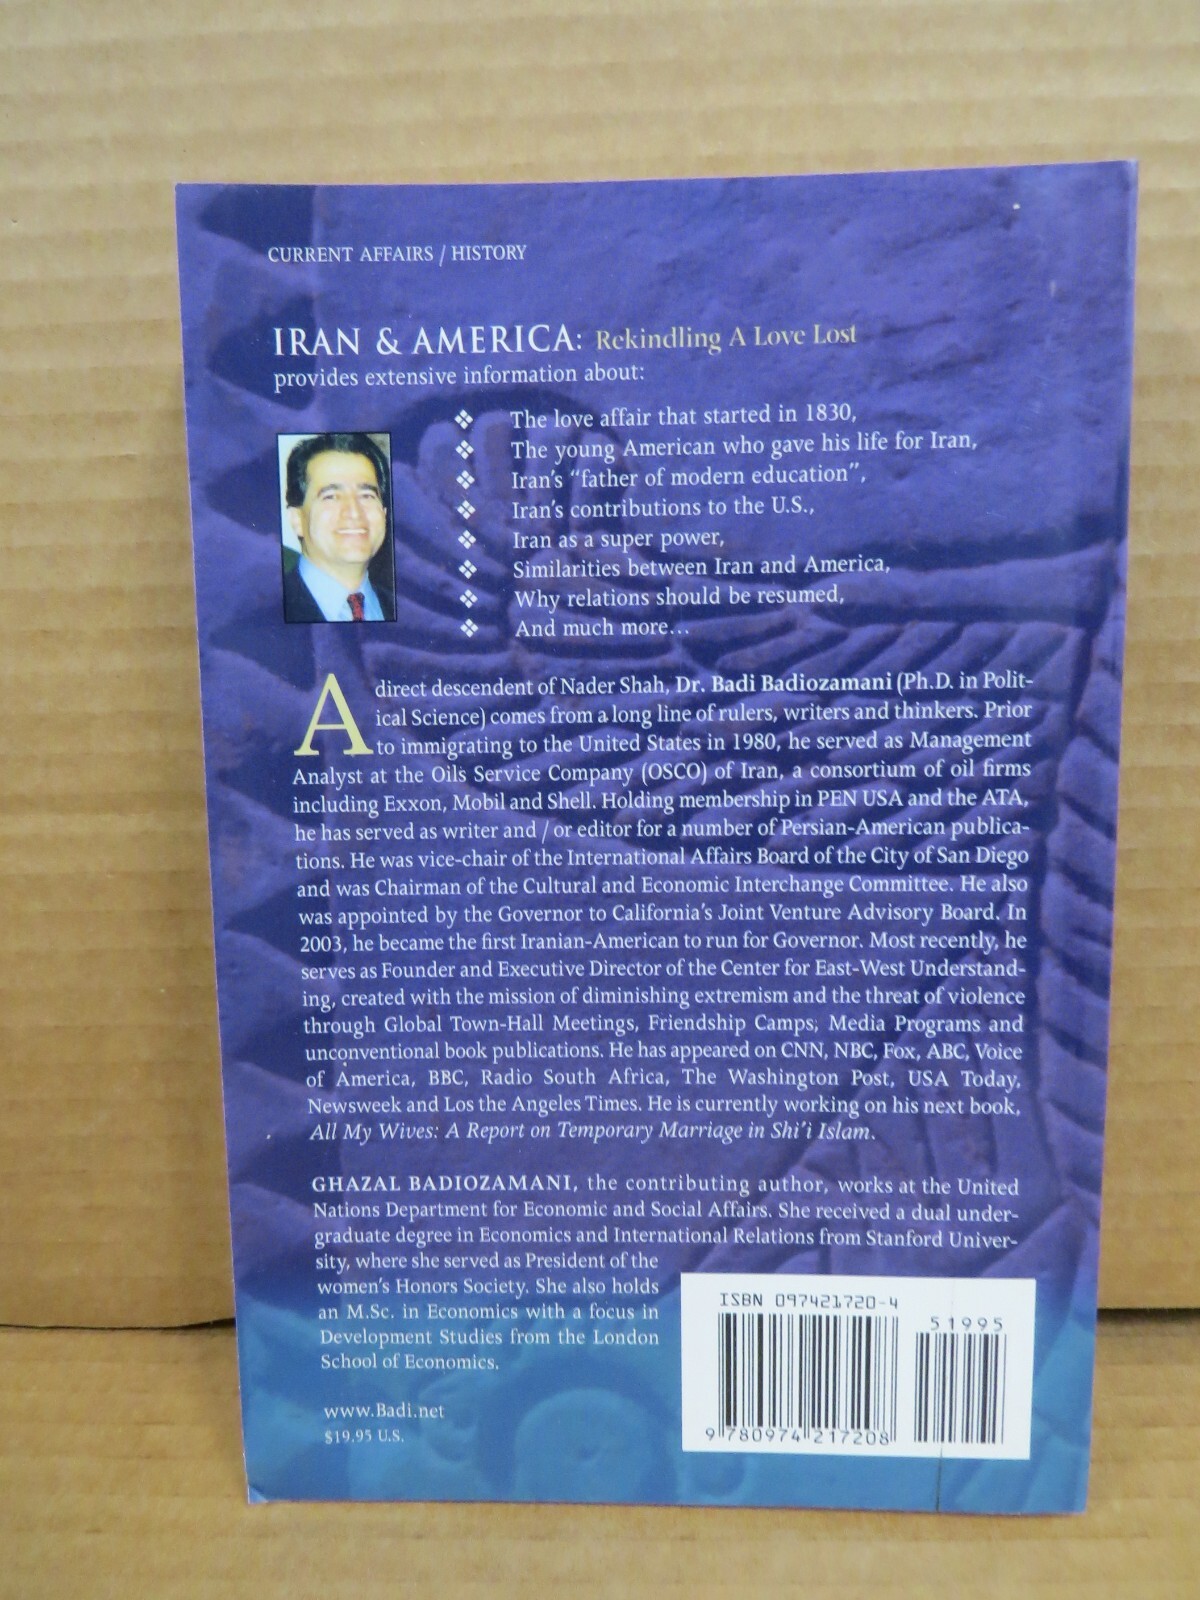 CURRENT AFFAIRS / HISTORY
IRAN & AMERICA: Rekindling A Love Lost
provides extensive information about:
❖ The love affair that started in 1830,
❖ The young American who gave his life for Iran,
❖ Iran's “father of modern education”,
❖ Iran's contributions to the U.S.,
❖ Iran as a super power,
❖ Similarities between Iran and America,
❖ Why relations should be resumed,
❖ And much more...
A direct descendent of Nader Shah, Dr. Badi Badiozamani (Ph.D. in Polit-
ical Science) comes from a long line of rulers, writers and thinkers. Prior
to immigrating to the United States in 1980, he served as Management
Analyst at the Oils Service Company (OSCO) of Iran, a consortium of oil firms
including Exxon, Mobil and Shell. Holding membership in PEN USA and the ATA,
he has served as writer and / or editor for a number of Persian-American publica-
tions. He was vice-chair of the International Affairs Board of the City of San Diego
and was Chairman of the Cultural and Economic Interchange Committee. He also
was appointed by the Governor to California's Joint Venture Advisory Board. In
2003, he became the first Iranian-American to run for Governor. Most recently, he
serves as Founder and Executive Director of the Center for East-West Understand-
ing, created with the mission of diminishing extremism and the threat of violence
through Global Town-Hall Meetings, Friendship Camps, Media Programs and
unconventional book publications. He has appeared on CNN, NBC, Fox, ABC, Voice
of America, BBC, Radio South Africa, The Washington Post, USA Today,
Newsweek and Los the Angeles Times. He is currently working on his next book,
All My Wives: A Report on Temporary Marriage in Shi'i Islam.
GHAZAL BADIOZAMANI, the contributing author, works at the United
Nations Department for Economic and Social Affairs. She received a dual under-
graduate degree in Economics and International Relations from Stanford Univer-
sity, where she served as President of the
women's Honors Society. She also holds
an M.Sc. in Economics with a focus in
Development Studies from the London
School of Economics.
www.Badi.net
$19.95 U.S.
ISBN 097421720-4
51995
9 780974 217208